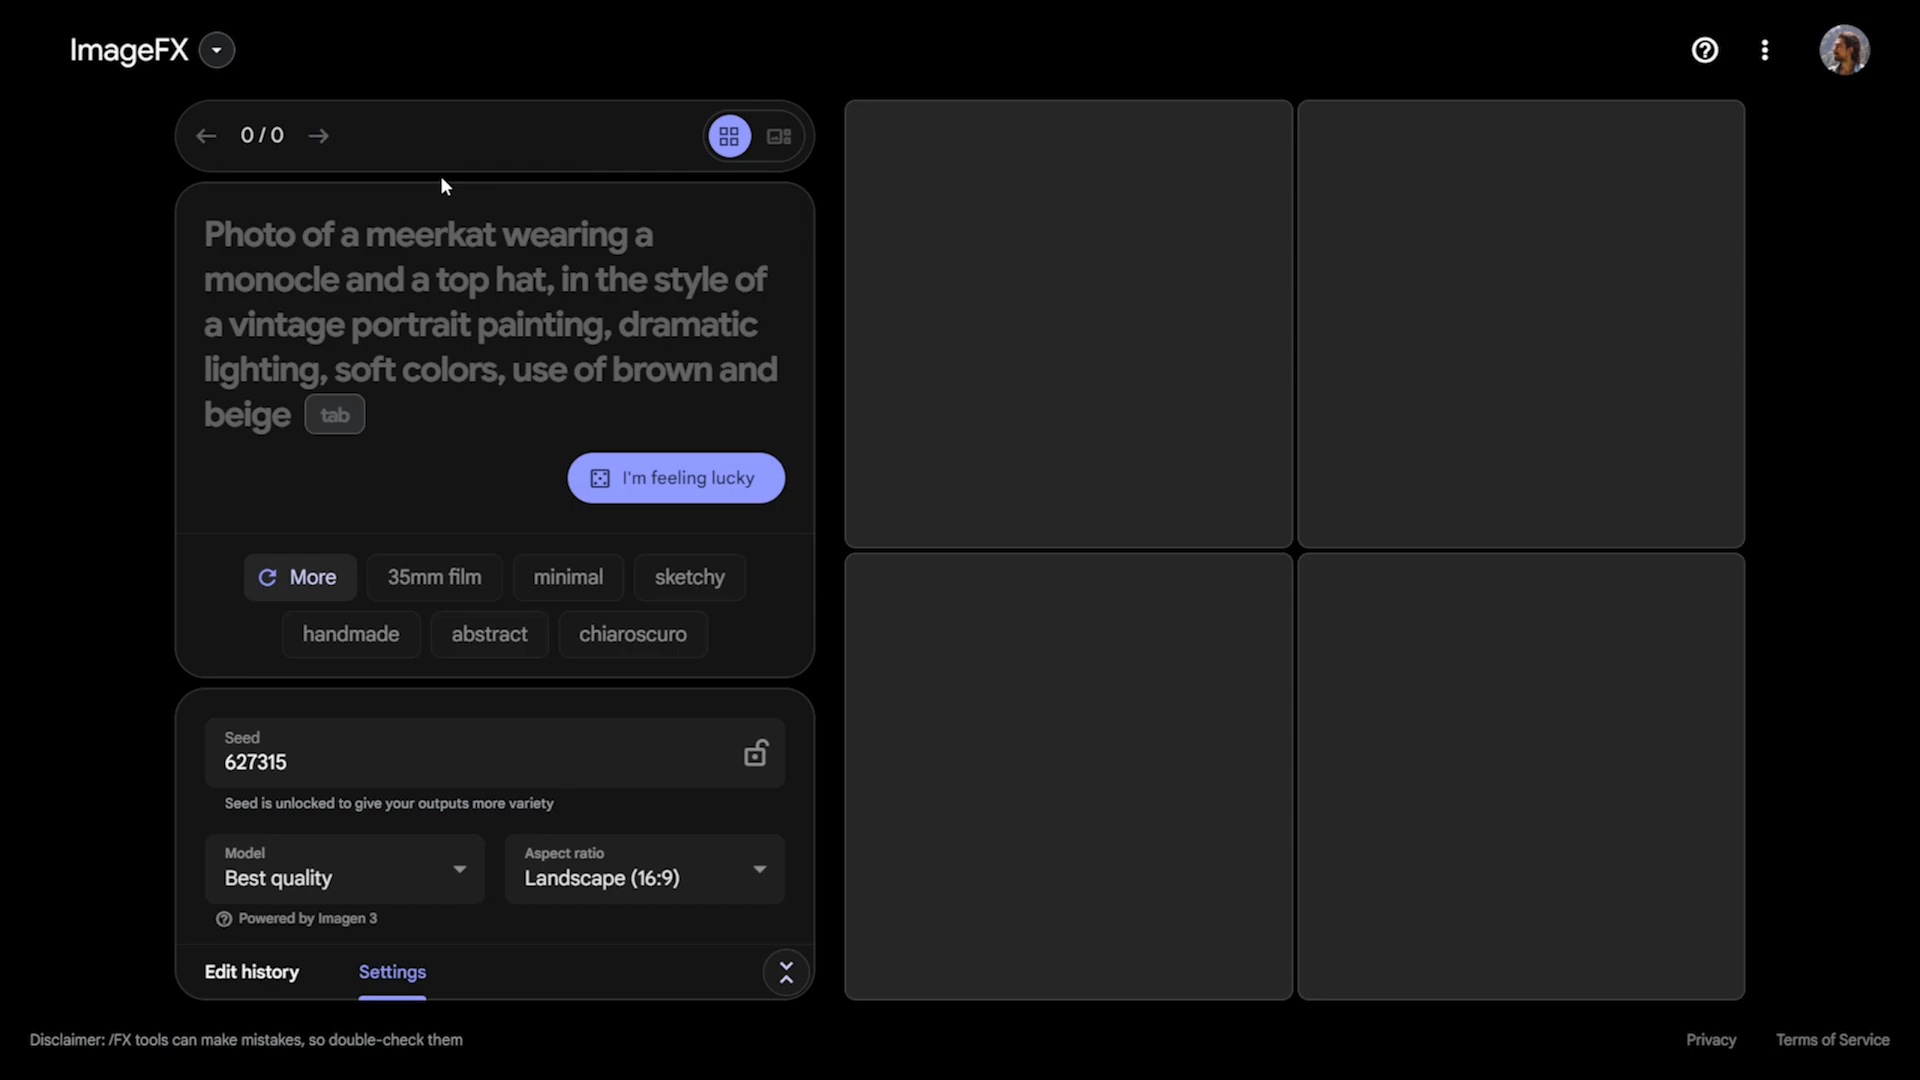 ImageFX
0 / 0
Photo of a meerkat wearing a
monocle and a top hat, in the style of
a vintage portrait painting, dramatic
lighting, soft colors, use of brown and
beige tab
I'm feeling lucky
More 35mm film minimal sketchy
handmade abstract chiaroscuro
Seed
627315
Seed is unlocked to give your outputs more variety
Model
Best quality
Aspect ratio
Landscape (16:9)
Powered by Imagen 3
Edit history Settings
Disclaimer: /FX tools can make mistakes, so double-check them
Privacy Terms of Service